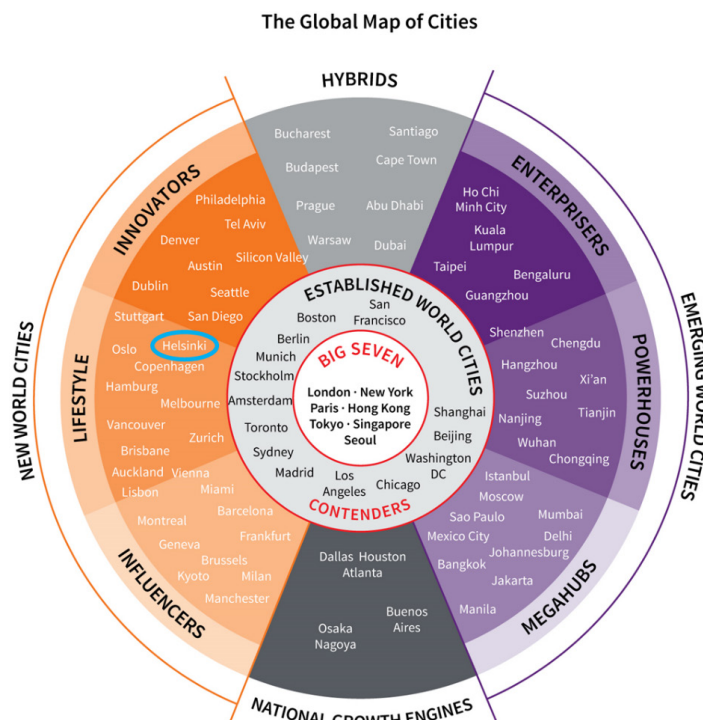 The Global Map of Cities
HYBRIDS
Bucharest
Santiago
Budapest
Cape Town
Prague
Abu Dhabi
Warsaw
Dubai
INNOVATORS
Philadelphia
Tel Aviv
Denver
Silicon Valley
Austin
Dublin
Seattle
San Diego
ENTERPRISERS
Ho Chi
Minh City
Kuala
Lumpur
Taipei
Bengaluru
Guangzhou
NEW WORLD CITIES
LIFESTYLE
Stuttgart
Helsinki
Oslo
Copenhagen
Hamburg
Melbourne
Vancouver
Zurich
Brisbane
Auckland
Vienna
Lisbon
ESTABLISHED WORLD CITIES
San
Francisco
Boston
Berlin
Munich
Stockholm
Amsterdam
Toronto
Sydney
Madrid
Los
Angeles
Chicago
Washington
DC
Beijing
Shanghai
CONTENDERS
BIG SEVEN
London · New York
Paris · Hong Kong
Tokyo · Singapore
Seoul
EMERGING WORLD CITIES
POWERHOUSES
Shenzhen
Chengdu
Hangzhou
Xi'an
Suzhou
Tianjin
Nanjing
Wuhan
Chongqing
INFLUENCERS
Miami
Barcelona
Montreal
Frankfurt
Geneva
Brussels
Kyoto
Milan
Manchester
MEGAHUBS
Istanbul
Moscow
Sao Paulo
Mumbai
Mexico City
Delhi
Johannesburg
Bangkok
Jakarta
Manila
Dallas Houston
Atlanta
Buenos
Aires
Osaka
Nagoya
NATIONAL GROWTH ENGINES